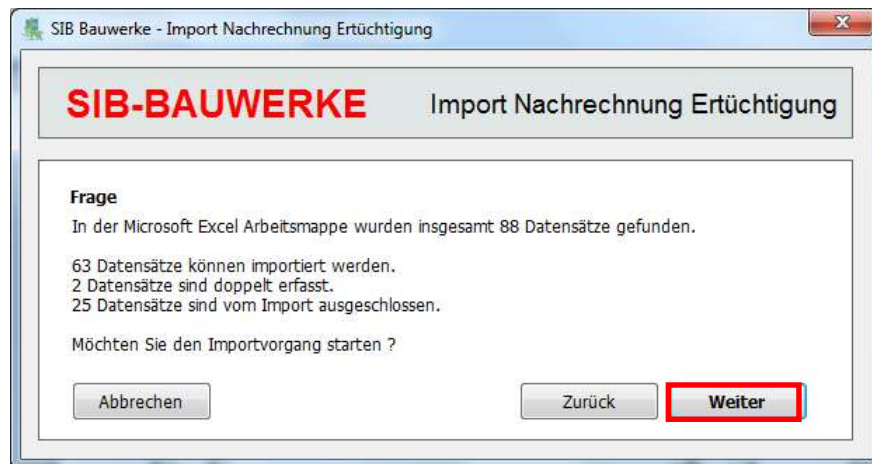 SIB Bauwerke - Import Nachrechnung Ertüchtigung
SIB-BAUWERKE Import Nachrechnung Ertüchtigung
Frage
In der Microsoft Excel Arbeitsmappe wurden insgesamt 88 Datensätze gefunden.
63 Datensätze können importiert werden.
2 Datensätze sind doppelt erfasst.
25 Datensätze sind vom Import ausgeschlossen.
Möchten Sie den Importvorgang starten ?
Abbrechen Zurück Weiter